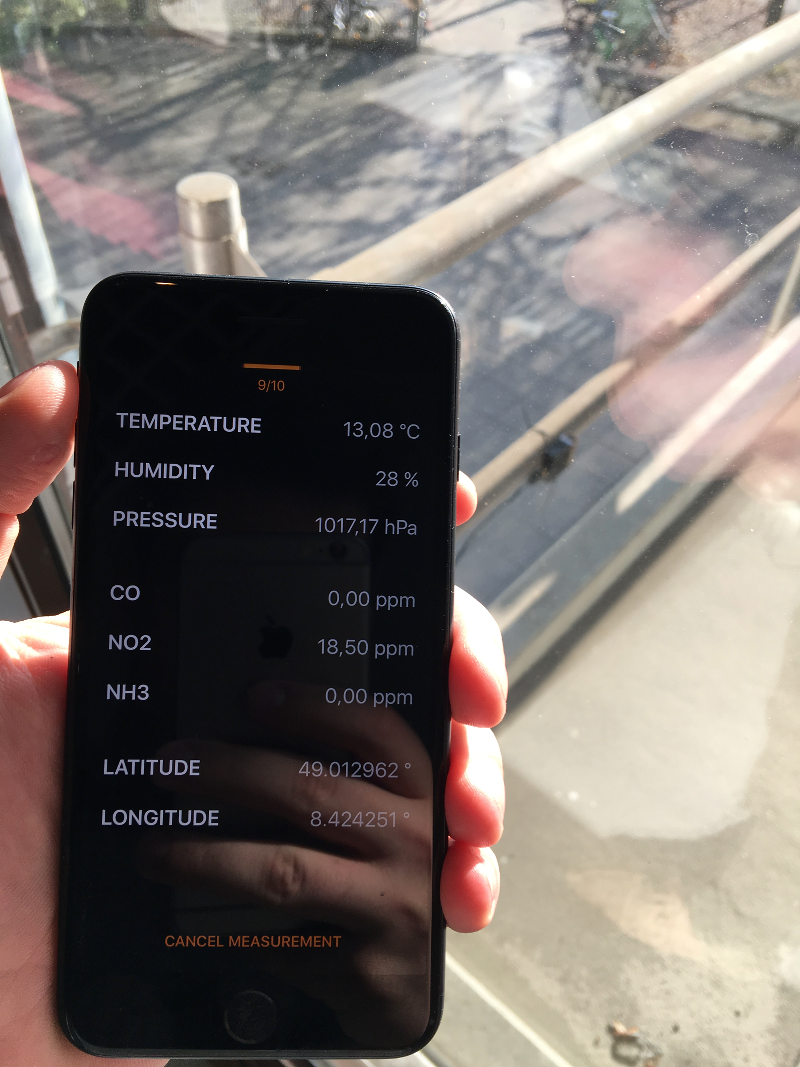 9/10
TEMPERATURE 13,08 °C
HUMIDITY 28 %
PRESSURE 1017,17 hPa
CO 0,00 ppm
NO2 18,50 ppm
NH3 0,00 ppm
LATITUDE 49.012962 °
LONGITUDE 8.424251 °
CANCEL MEASUREMENT